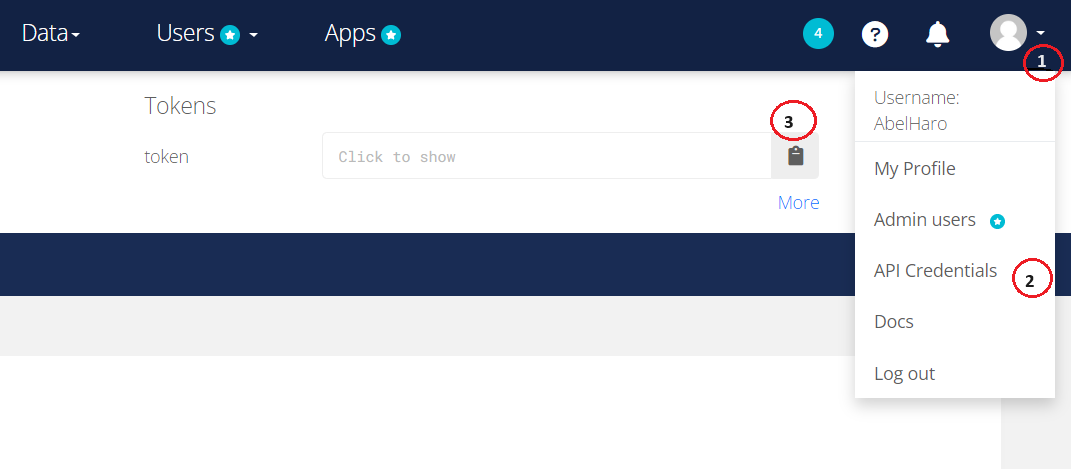 Data Users Apps 4 ?
1
Username:
AbelHaro
Tokens
3
token Click to show
My Profile
More
Admin users
API Credentials
2
Docs
Log out